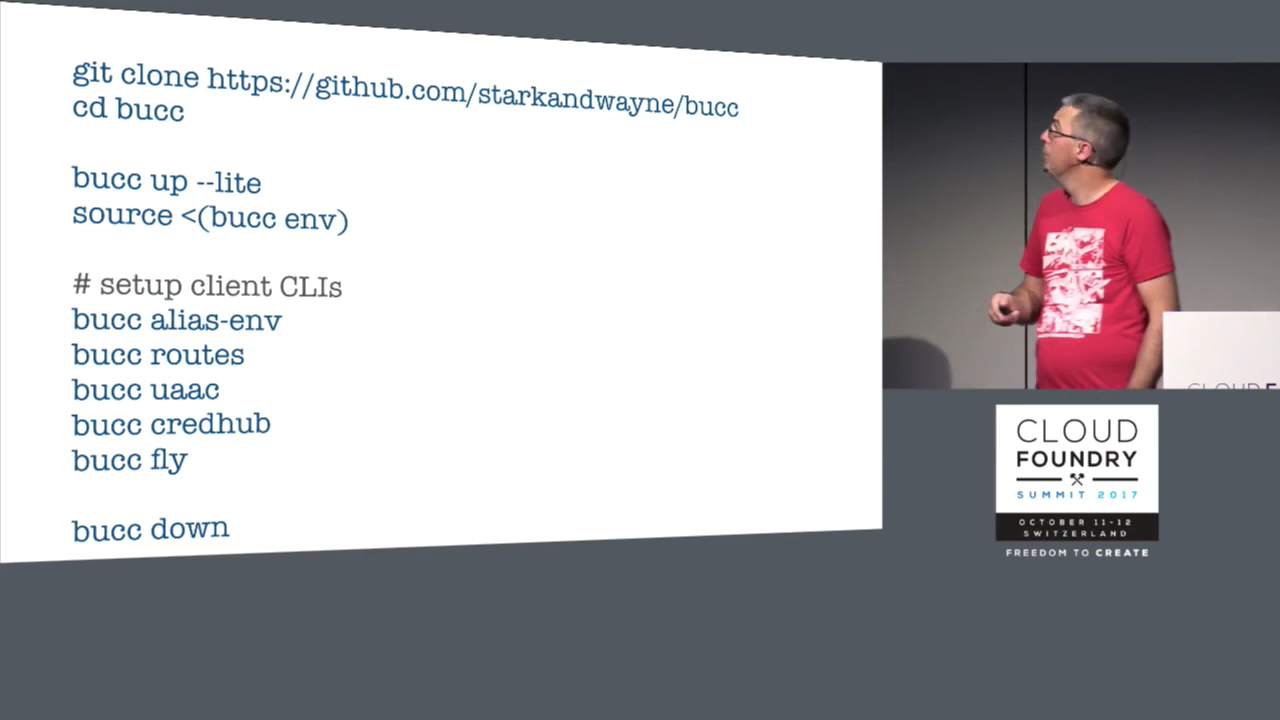 git clone https://github.com/starkandwayne/bucc
cd bucc
bucc up --lite
source <(bucc env)
# setup client CLIs
bucc alias-env
bucc routes
bucc uaac
bucc credhub
bucc fly
bucc down
CLOUD
FOUNDRY
SUMMIT 2017
OCTOBER 11-12
SWITZERLAND
FREEDOM TO CREATE